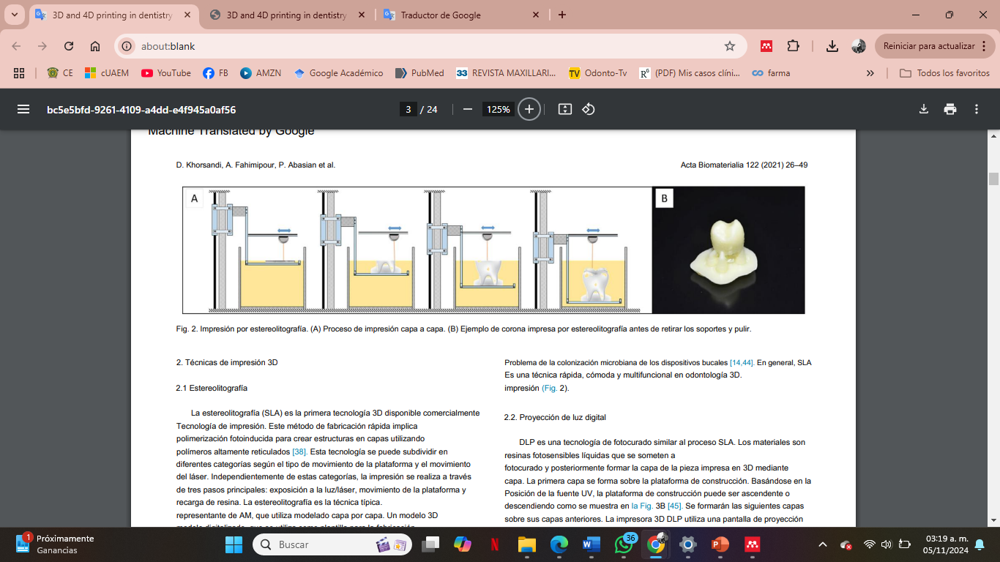 3D and 4D printing in dentistry
3D and 4D printing in dentistry
Traductor de Google
about:blank
Reiniciar para actualizar
CE
cUAEM
YouTube
FB
AMZN
Google Académico
PubMed
33 REVISTA MAXILLARI...
TV Odonto-Tv
RG (PDF) Mis casos clíni...
farma
Todos los favoritos
bc5e5bfd-9261-4109-a4dd-e4f945a0af56
3 / 24
125%
Machine Translated by Google
D. Khorsandi, A. Fahimipour, P. Abasian et al.
Acta Biomaterialia 122 (2021) 26–49
A
B
Fig. 2. Impresión por estereolitografía. (A) Proceso de impresión capa a capa. (B) Ejemplo de corona impresa por estereolitografía antes de retirar los soportes y pulir.
2. Técnicas de impresión 3D
2.1 Estereolitografía
La estereolitografía (SLA) es la primera tecnología 3D disponible comercialmente
Tecnología de impresión. Este método de fabricación rápida implica
polimerización fotoinducida para crear estructuras en capas utilizando
polímeros altamente reticulados [38]. Esta tecnología se puede subdividir en
diferentes categorías según el tipo de movimiento de la plataforma y el movimiento
del láser. Independientemente de estas categorías, la impresión se realiza a través
de tres pasos principales: exposición a la luz/láser, movimiento de la plataforma y
recarga de resina. La estereolitografía es la técnica típica.
representante de AM, que utiliza modelado capa por capa. Un modelo 3D
modelo digitalizado, que se utiliza como plantilla para la fabricación
Problema de la colonización microbiana de los dispositivos bucales [14,44]. En general, SLA
Es una técnica rápida, cómoda y multifuncional en odontología 3D.
impresión (Fig. 2).
2.2. Proyección de luz digital
DLP es una tecnología de fotocurado similar al proceso SLA. Los materiales son
resinas fotosensibles líquidas que se someten a
fotocurado y posteriormente formar la capa de la pieza impresa en 3D mediante
capa. La primera capa se forma sobre la plataforma de construcción. Basándose en la
Posición de la fuente UV, la plataforma de construcción puede ser ascendente o
descendiendo como se muestra en la Fig. 3B [45]. Se formarán las siguientes capas
sobre sus capas anteriores. La impresora 3D DLP utiliza una pantalla de proyección
1
Próximamente
Ganancias
Buscar
36
03:19 a. m.
05/11/2024